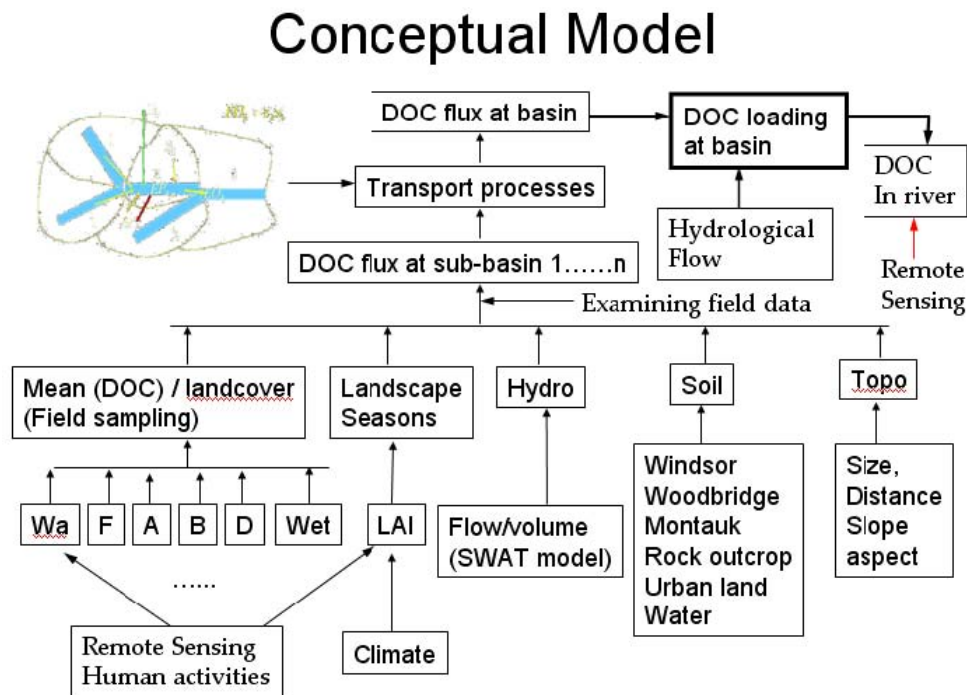 Conceptual Model
DOC flux at basin
DOC loading
at basin
DOC
In river
Transport processes
Hydrological
Flow
DOC flux at sub-basin 1......n
Remote
Sensing
Examining field data
Mean (DOC) / landcover
(Field sampling)
Landscape
Seasons
Hydro
Soil
Topo
Wa
F
A
B
D
Wet
LAI
Flow/volume
(SWAT model)
Windsor
Woodbridge
Montauk
Rock outcrop
Urban land
Water
Size,
Distance
Slope
aspect
......
Remote Sensing
Human activities
Climate